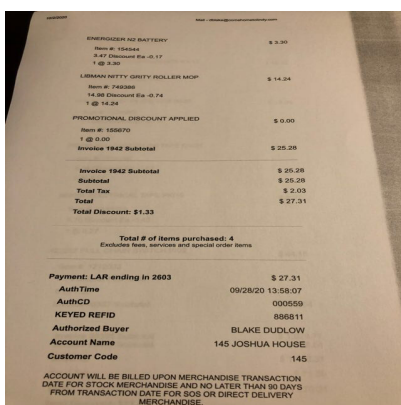 ENERGIZER N2 BATTERY $ 3.30
Item #: 154544
3.47 Discount Ea -0.17
1 @ 3.30
LIBMAN NITTY GRITY ROLLER MOP $ 14.24
Item #: 749386
14.98 Discount Ea -0.74
1 @ 14.24
PROMOTIONAL DISCOUNT APPLIED $ 0.00
Item #: 155670
1 @ 0.00
Invoice 1942 Subtotal $ 25.28
Invoice 1942 Subtotal $ 25.28
Subtotal $ 25.28
Total Tax $ 2.03
Total $ 27.31
Total Discount: $1.33
Total # of items purchased: 4
Excludes fees, services and special order items
Payment: LAR ending in 2603 $ 27.31
AuthTime 09/28/20 13:58:07
AuthCD 000559
KEYED REFID 886811
Authorized Buyer BLAKE DUDLOW
Account Name 145 JOSHUA HOUSE
Customer Code 145
ACCOUNT WILL BE BILLED UPON MERCHANDISE TRANSACTION
DATE FOR STOCK MERCHANDISE AND NO LATER THAN 90 DAYS
FROM TRANSACTION DATE FOR SOS OR DIRECT DELIVERY
MERCHANDISE.